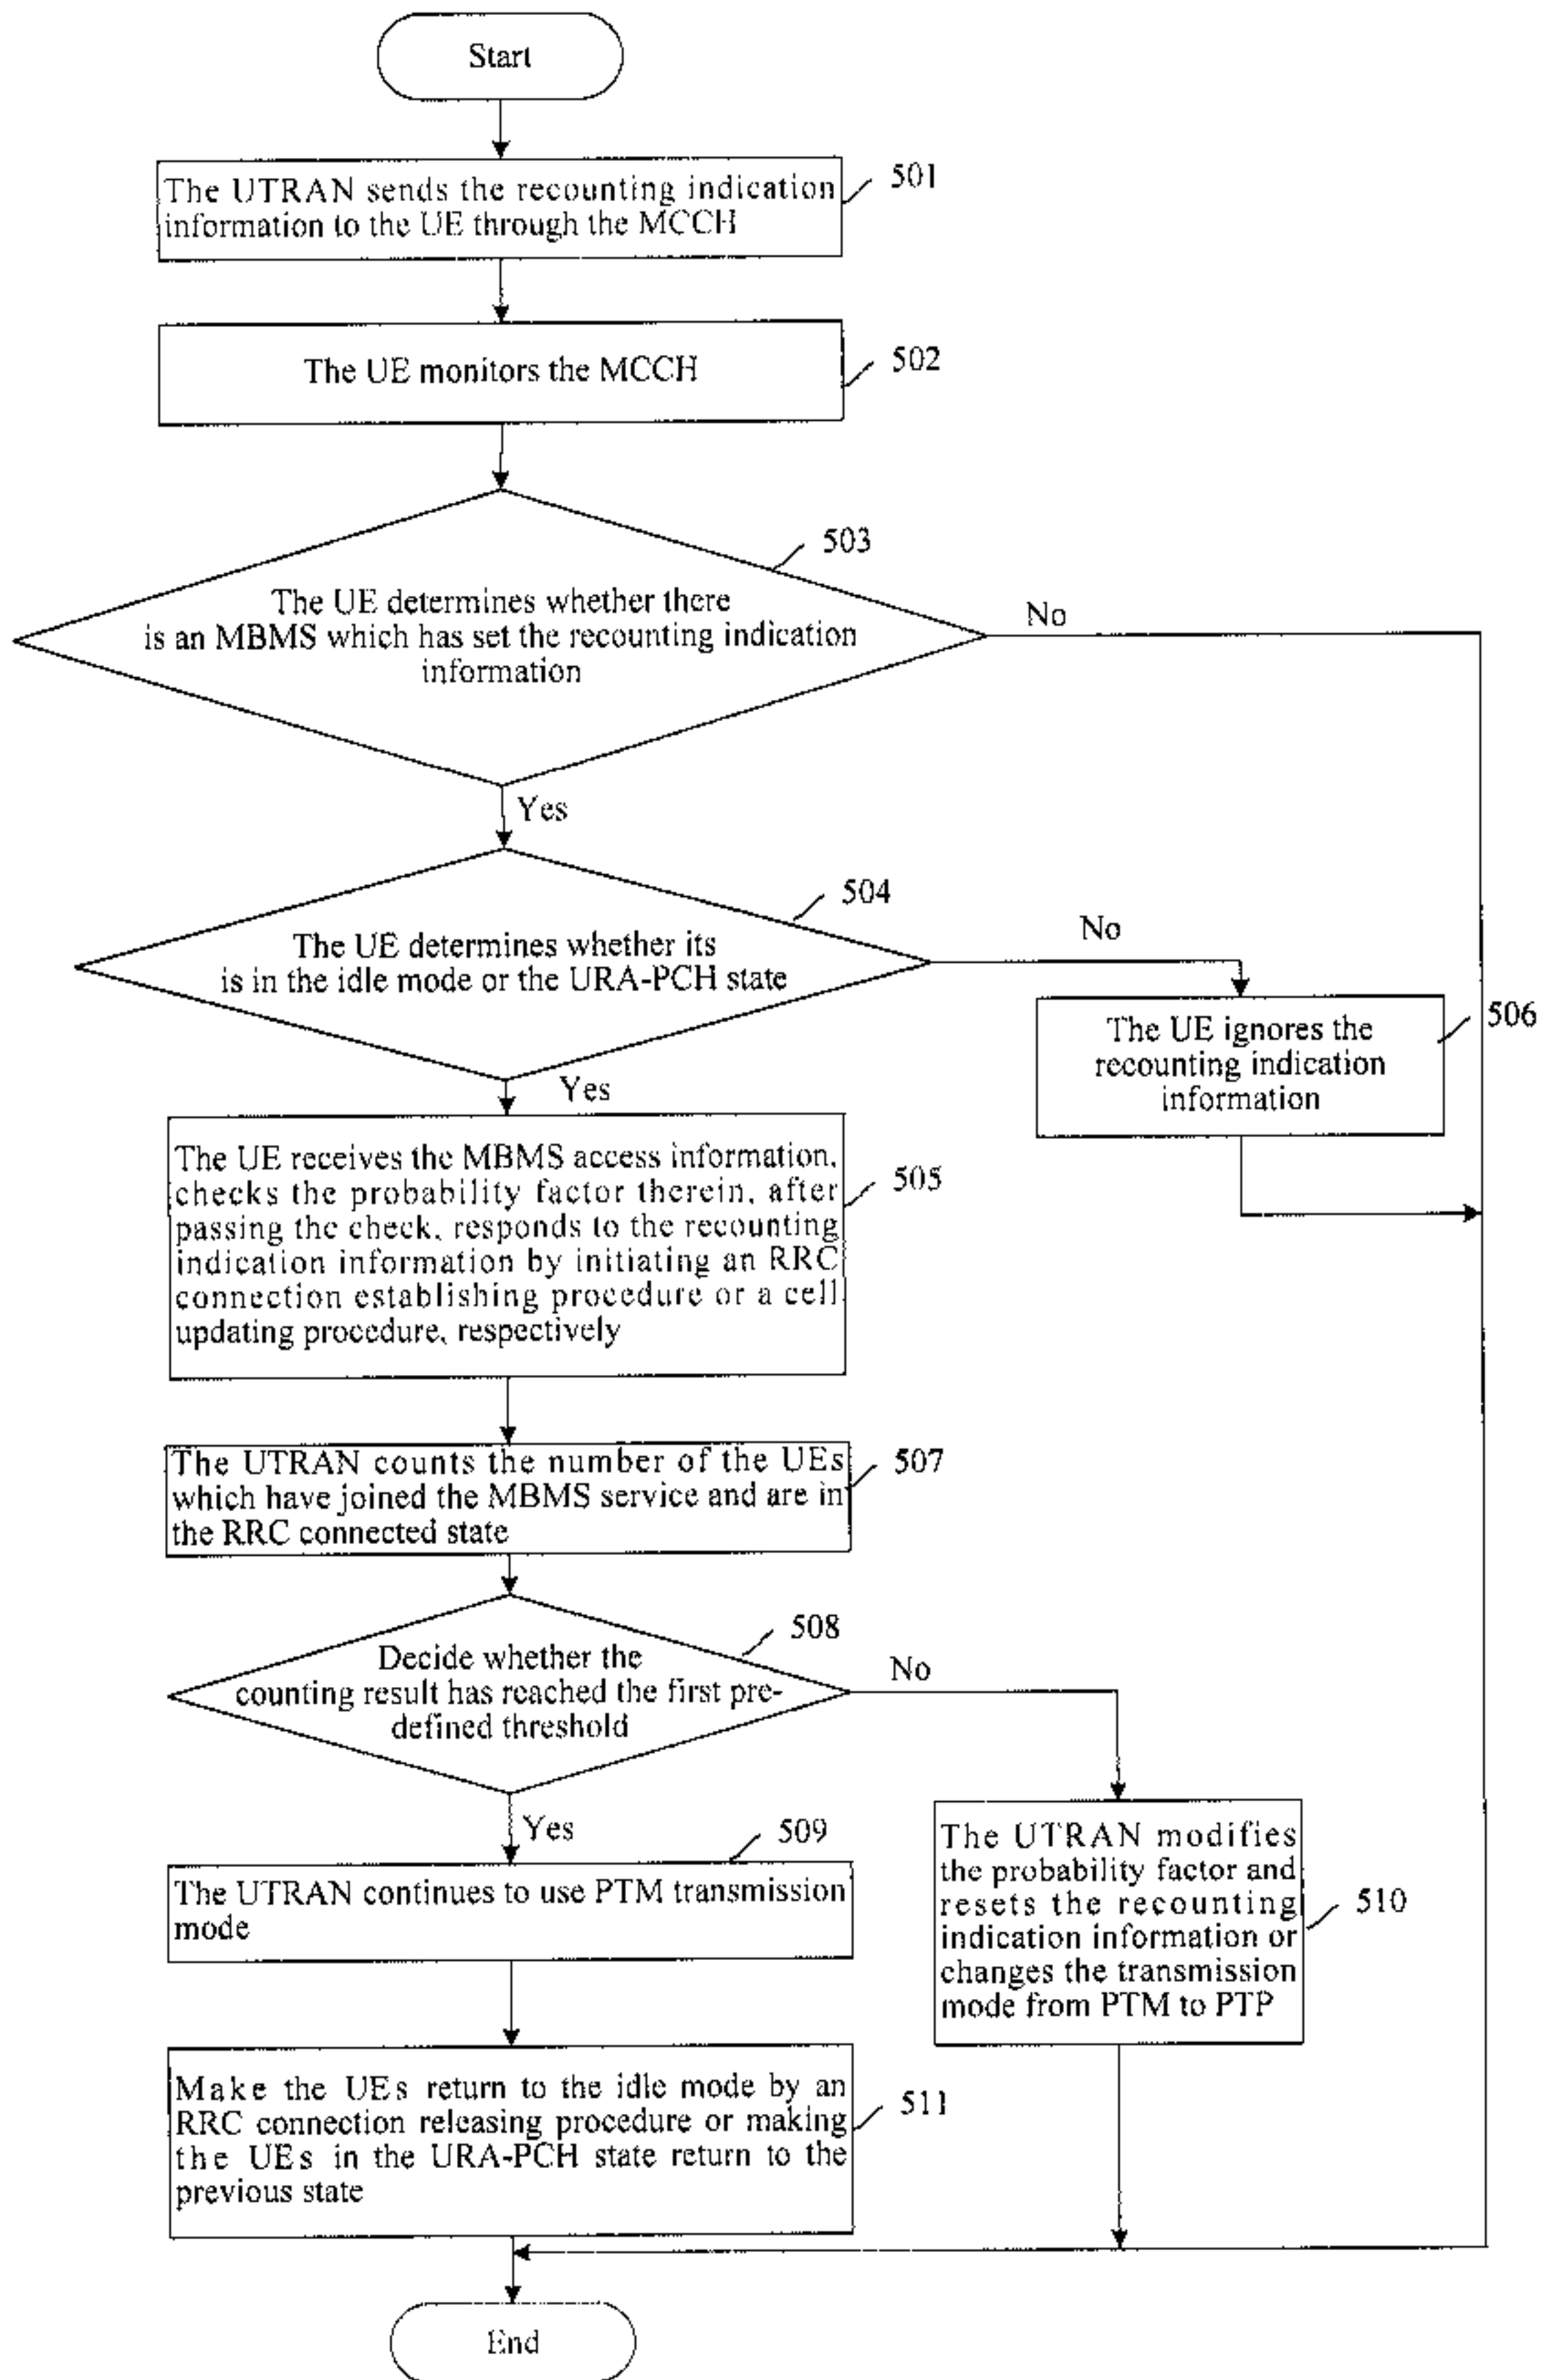 Start
The UTRAN sends the recounting indication
information to the UE through the MCCH
501
The UE monitors the MCCH
502
503
The UE determines whether there
is an MBMS which has set the recounting indication
information
No
Yes
504
The UE determines whether its
is in the idle mode or the URA-PCH state
No
Yes
The UE ignores the
recounting indication
information
506
The UE receives the MBMS access information,
checks the probability factor therein, after
passing the check, responds to the recounting
indication information by initiating an RRC
connection establishing procedure or a cell
updating procedure, respectively
505
The UTRAN counts the number of the UEs
which have joined the MBMS service and are in
the RRC connected state
507
508
Decide whether the
counting result has reached the first pre-
defined threshold
No
Yes
509
The UTRAN continues to use PTM transmission
mode
The UTRAN modifies
the probability factor and
resets the recounting
indication information or
changes the transmission
mode from PTM to PTP
510
Make the UEs return to the idle mode by an
RRC connection releasing procedure or making
the UEs in the URA-PCH state return to the
previous state
511
End